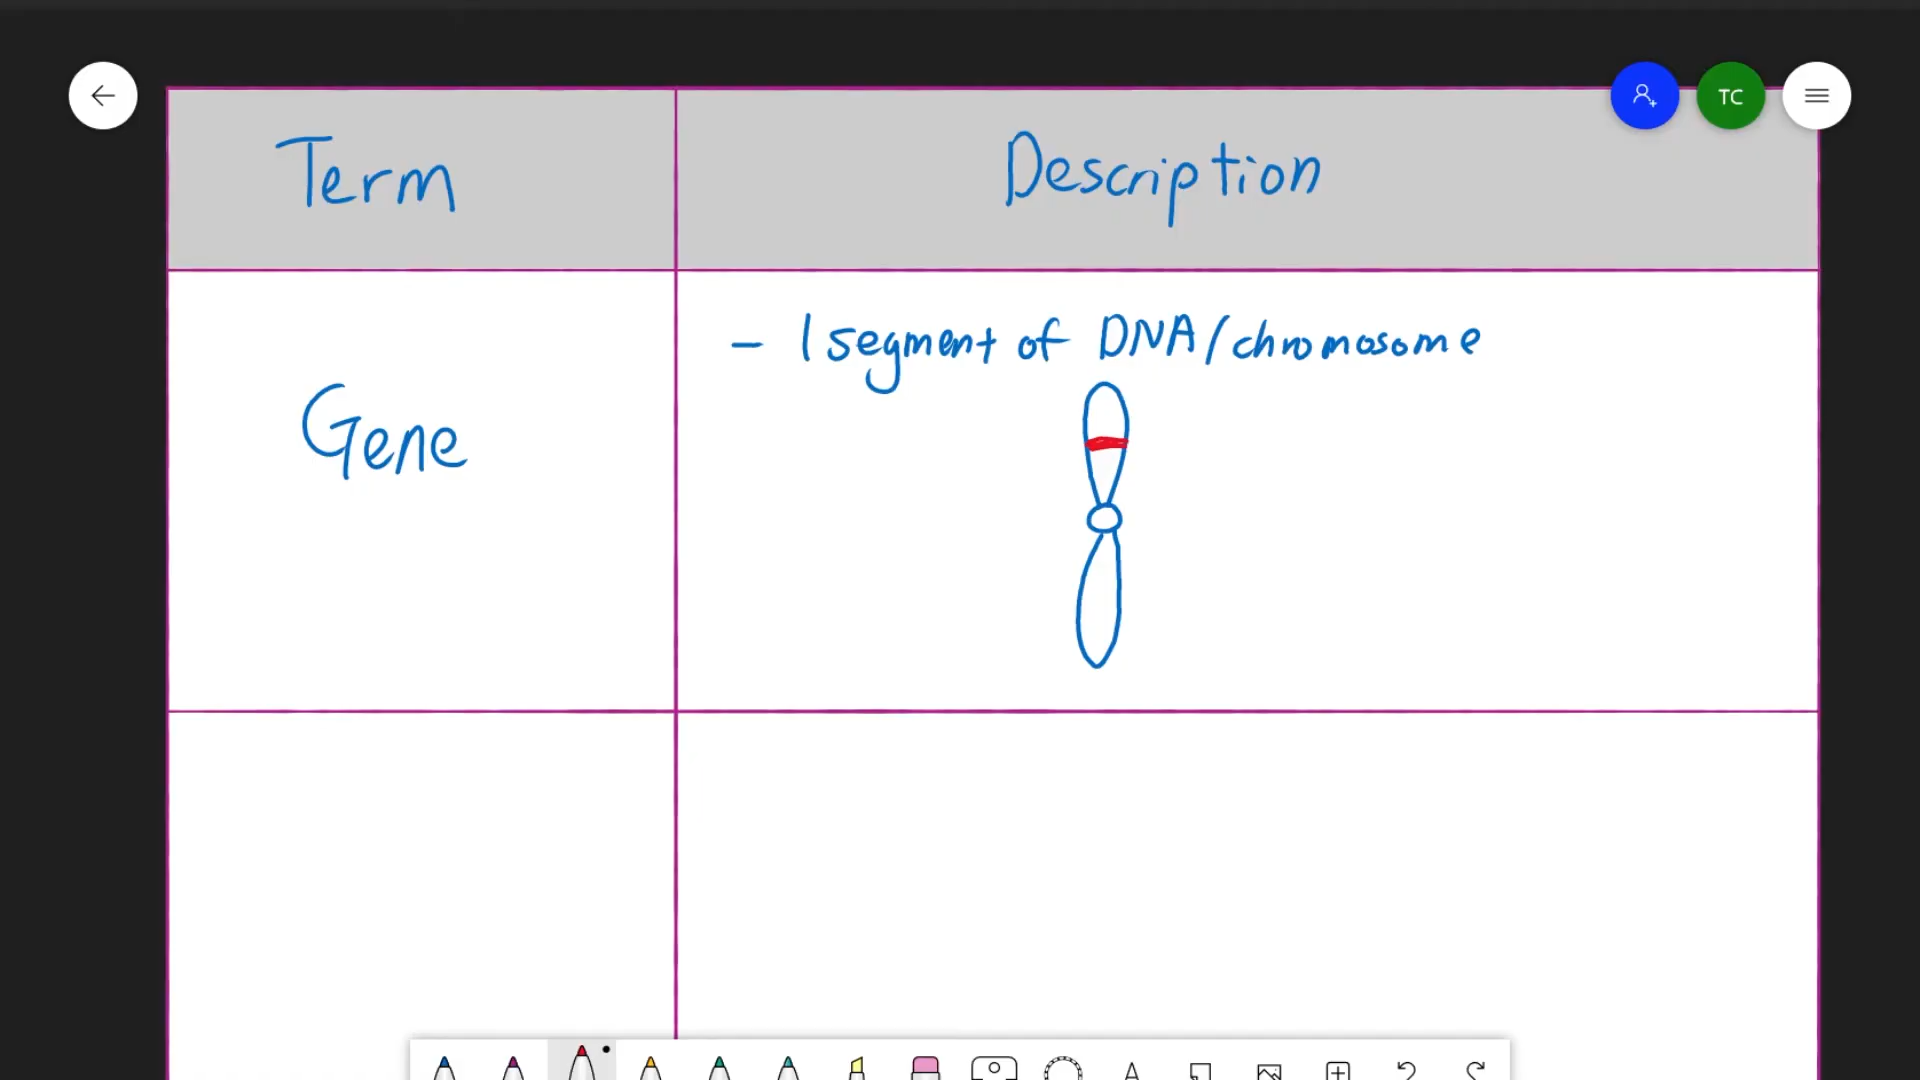 TC
Term
Description
- 1 segment of DNA/chromosome
Gene